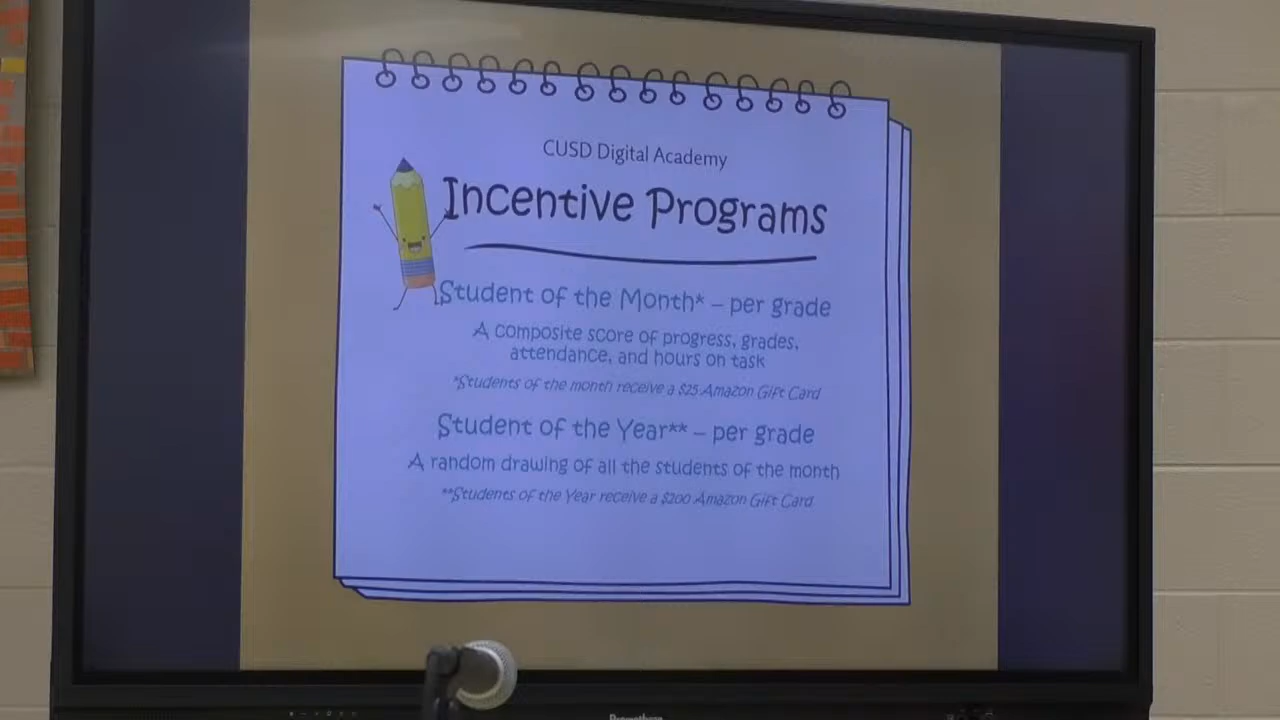 CUSD Digital Academy
Incentive Programs
Student of the Month* – per grade
A composite score of progress, grades,
attendance, and hours on task
*Students of the month receive a $25 Amazon Gift Card
Student of the Year** – per grade
A random drawing of all the students of the month
**Students of the Year receive a $200 Amazon Gift Card
Promethean